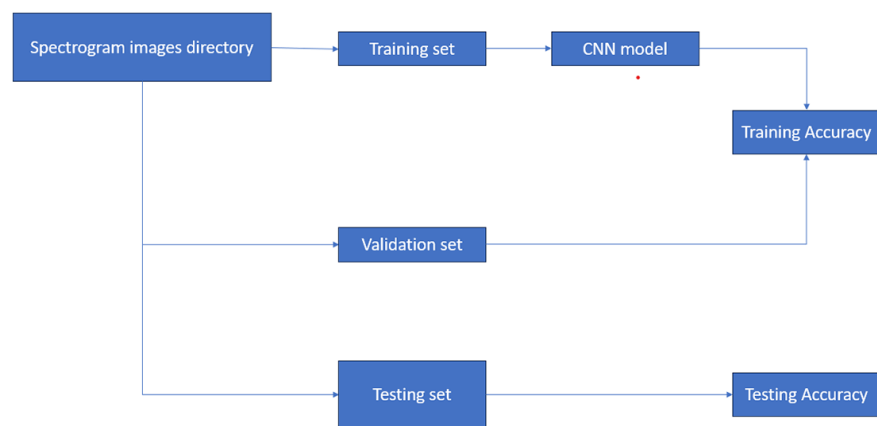 Spectrogram images directory
Training set
CNN model
Training Accuracy
Validation set
Testing set
Testing Accuracy